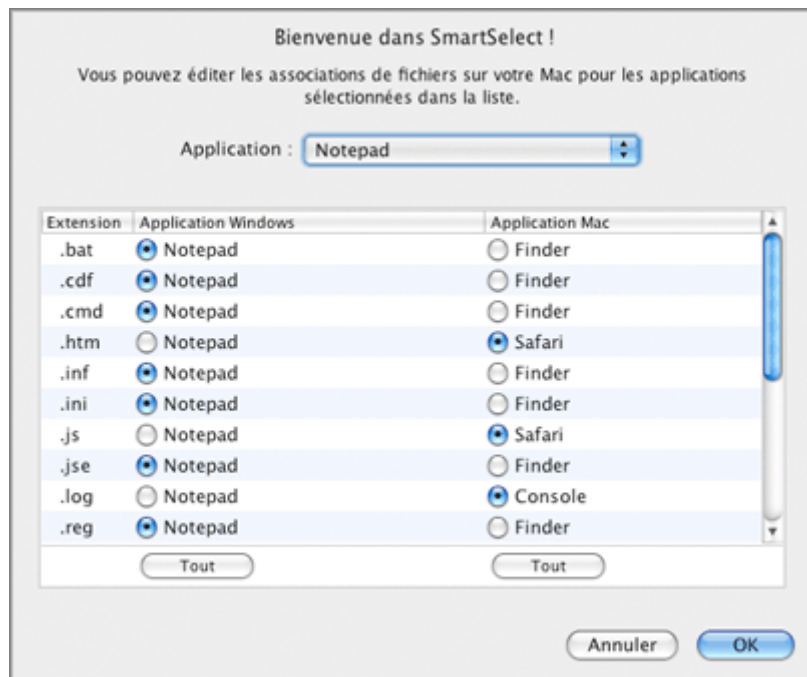 Bienvenue dans SmartSelect !
Vous pouvez éditer les associations de fichiers sur votre Mac pour les applications
sélectionnées dans la liste.
Application : Notepad
Extension Application Windows Application Mac
.bat Notepad Finder
.cdf Notepad Finder
.cmd Notepad Finder
.htm Notepad Safari
.inf Notepad Finder
.ini Notepad Finder
.js Notepad Safari
.jse Notepad Finder
.log Notepad Console
.reg Notepad Finder
Tout Tout
Annuler OK